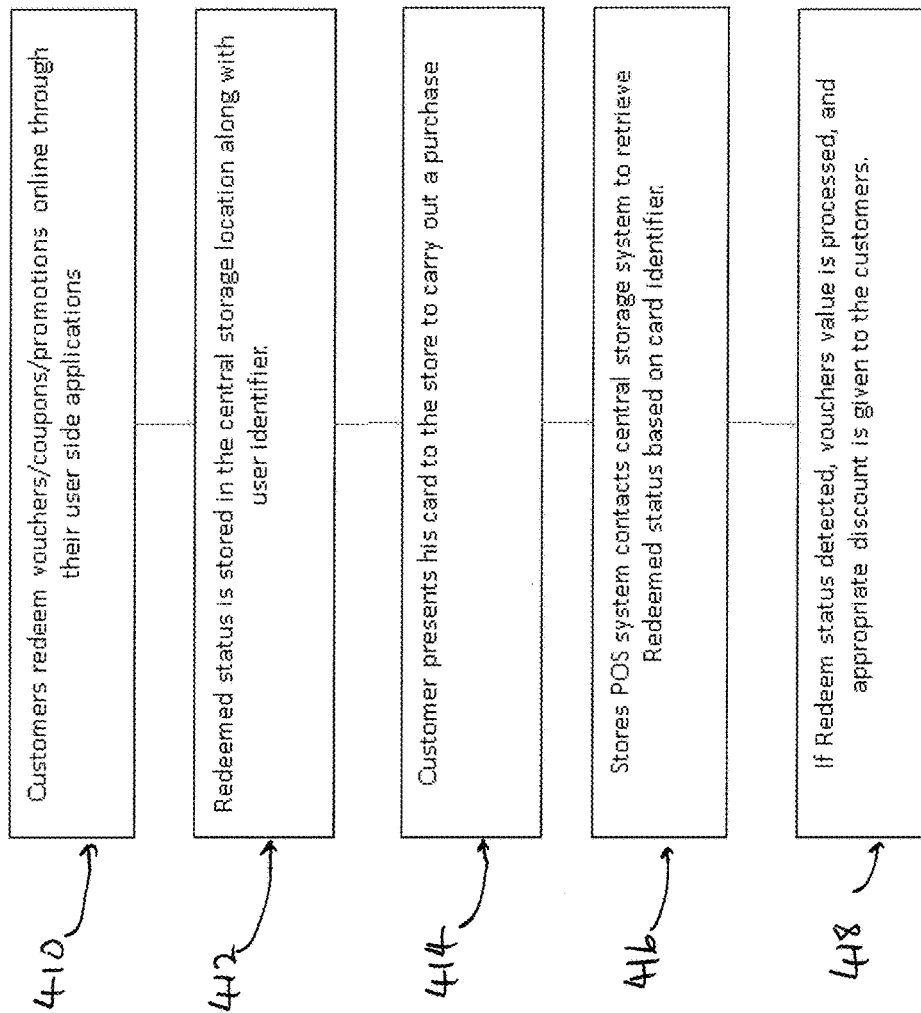 410
Customers redeem vouchers/coupons/promotions online through
their user side applications
412
Redeemed status is stored in the central storage location along with
user identifier.
414
Customer presents his card to the store to carry out a purchase
416
Stores POS system contacts central storage system to retrieve
Redeemed status based on card identifier.
418
If Redeem status detected, vouchers value is processed, and
appropriate discount is given to the customers.